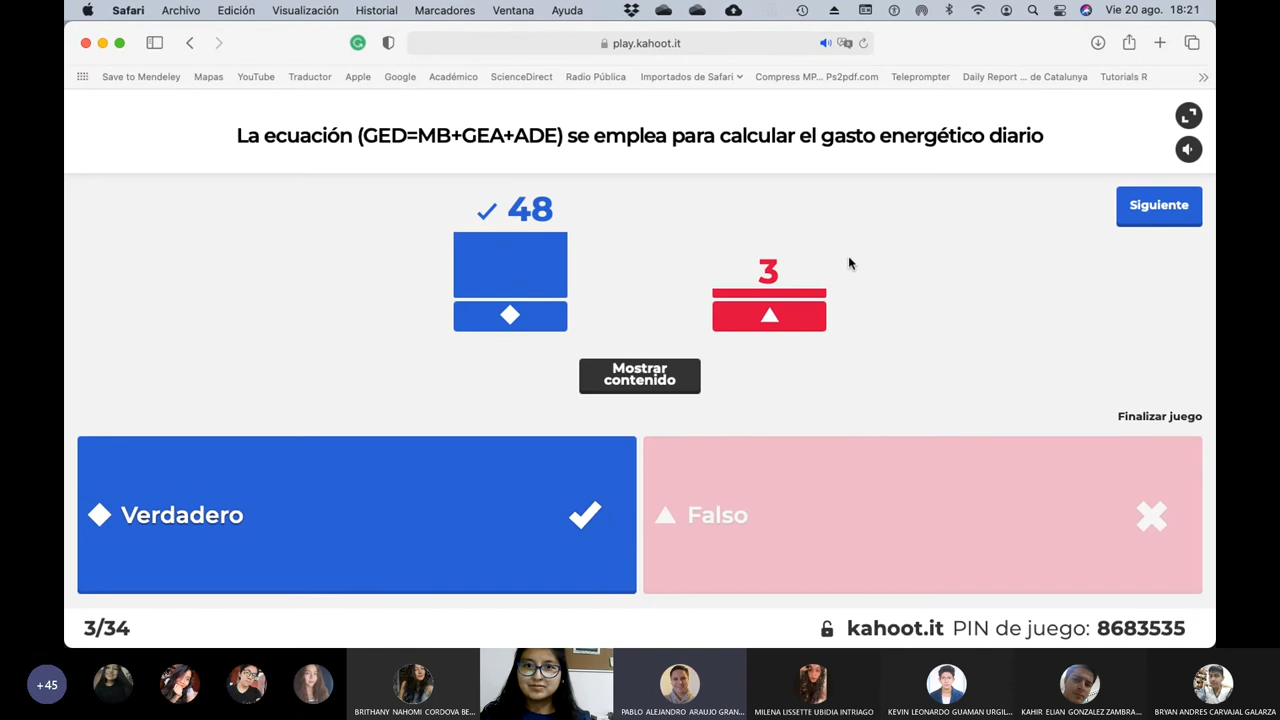 Safari Archivo Edición Visualización Historial Marcadores Ventana Ayuda Vie 20 ago. 18:21
play.kahoot.it
Save to Mendeley Mapas YouTube Traductor Apple Google Académico ScienceDirect Radio Pública Importados de Safari Compress MP... Ps2pdf.com Teleprompter Daily Report ... de Catalunya Tutorials R
La ecuación (GED=MB+GEA+ADE) se emplea para calcular el gasto energético diario
Siguiente
48
3
Mostrar
contenido
Finalizar juego
Verdadero
Falso
3/34
kahoot.it PIN de juego: 8683535
+45
BRITHANY NAHOMI CORDOVA BE...
PABLO ALEJANDRO ARAUJO GRAN...
MILENA LISSETTE UBIDIA INTRIAGO
KEVIN LEONARDO GUAMAN URGIL...
KAHIR ELIAN GONZALEZ ZAMBRA...
BRYAN ANDRES CARVAJAL GALARZA